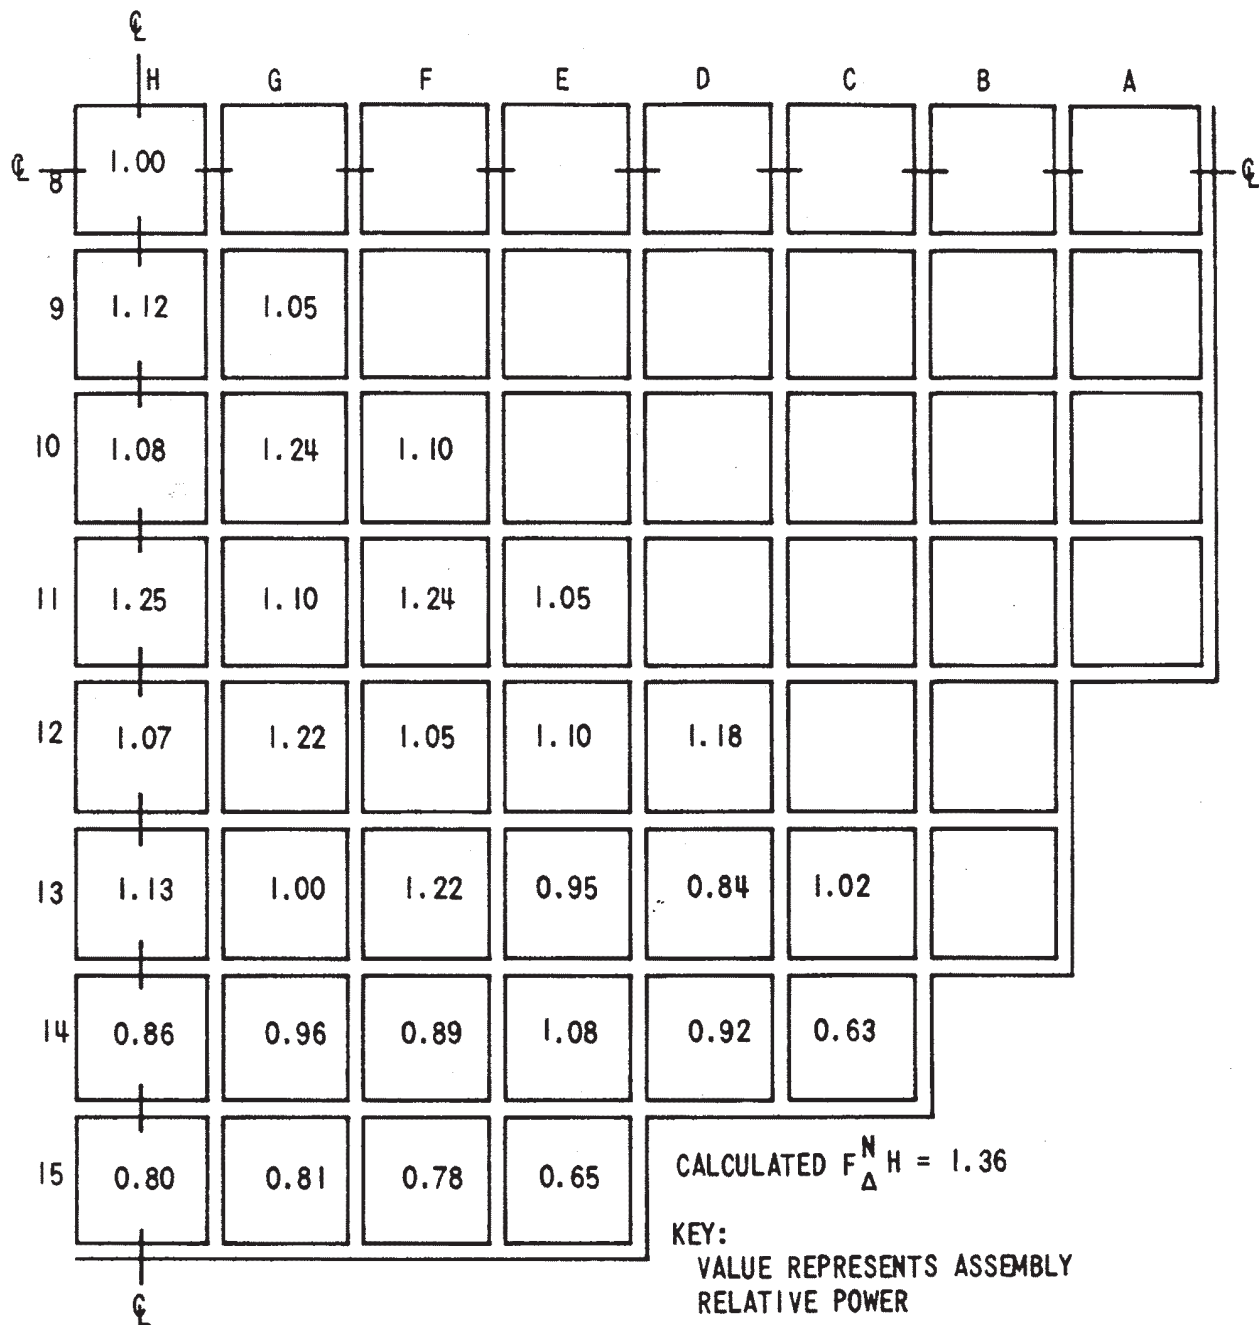 ℄
H G F E D C B A
℄ 8 1.00 ℄
9 1.12 1.05
10 1.08 1.24 1.10
11 1.25 1.10 1.24 1.05
12 1.07 1.22 1.05 1.10 1.18
13 1.13 1.00 1.22 0.95 0.84 1.02
14 0.86 0.96 0.89 1.08 0.92 0.63
15 0.80 0.81 0.78 0.65
CALCULATED F N Δ H = 1.36
KEY:
VALUE REPRESENTS ASSEMBLY
RELATIVE POWER
℄